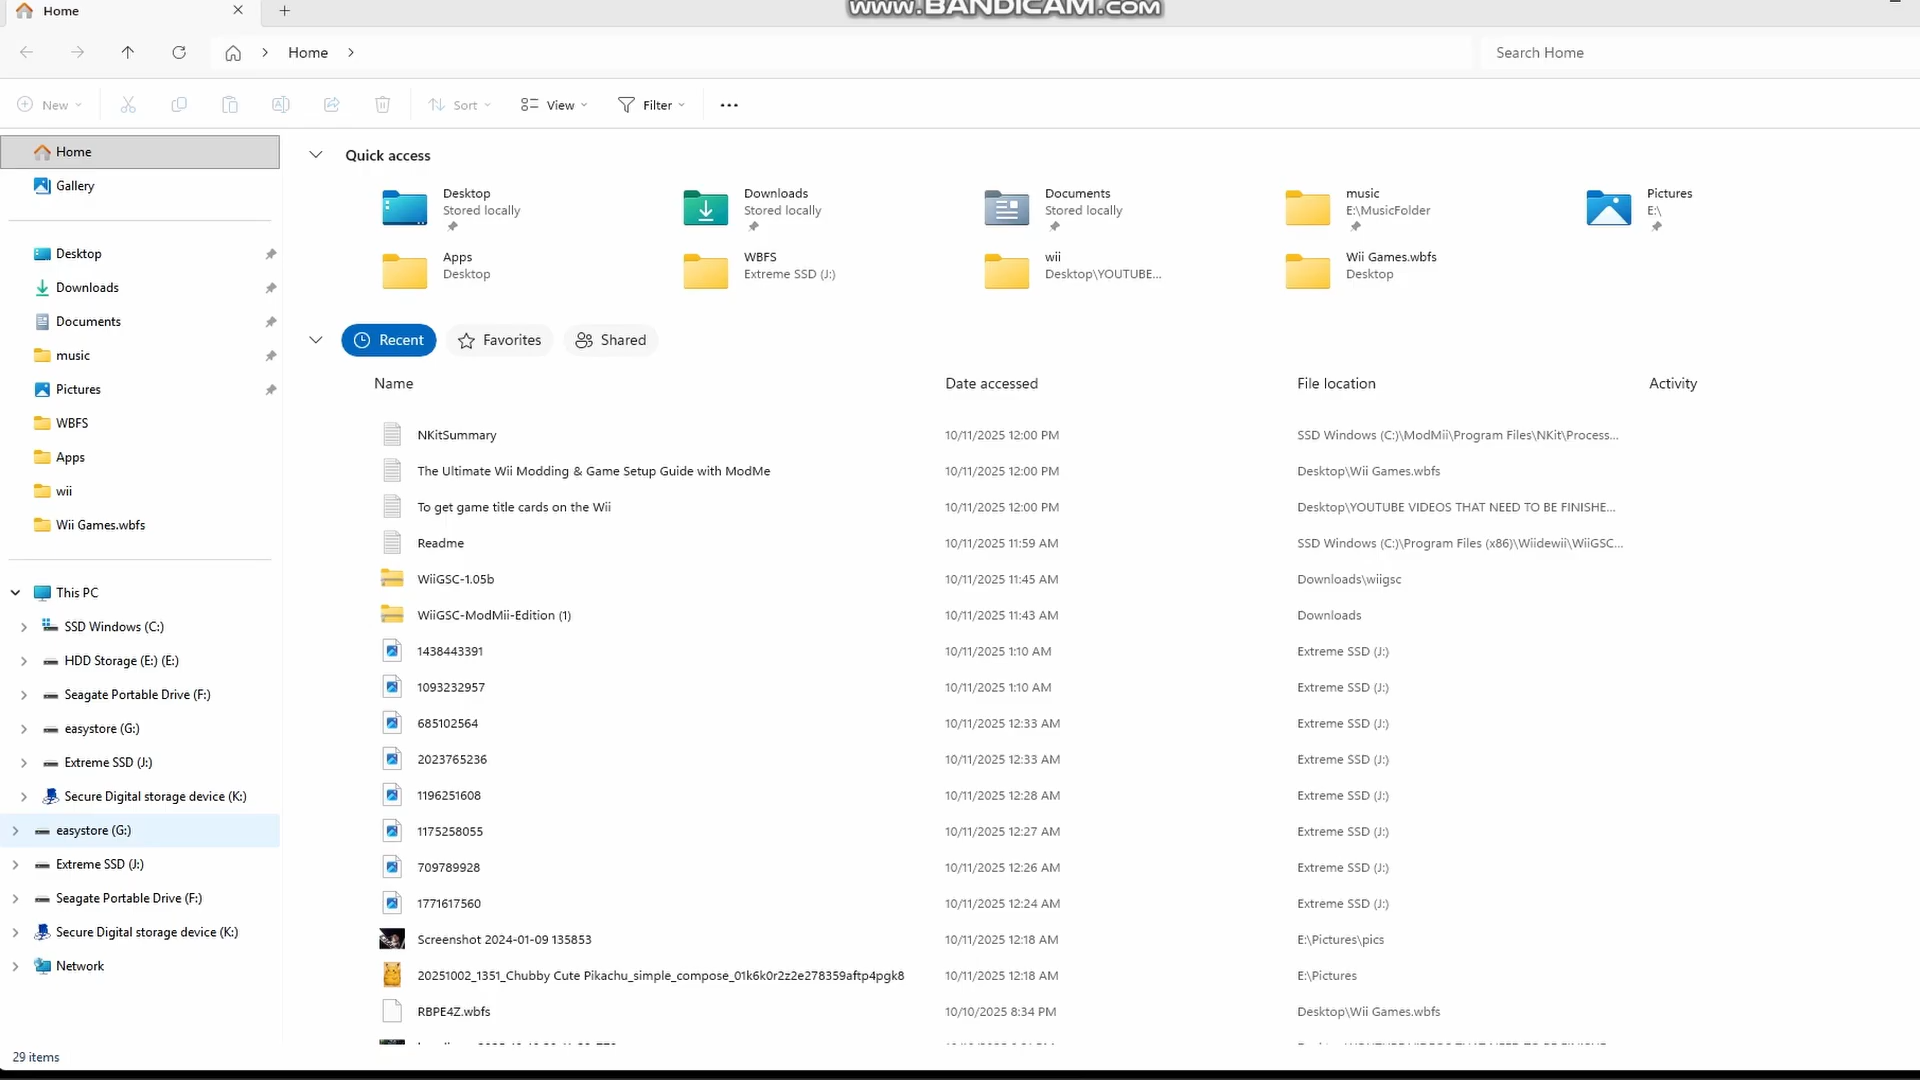 www.BANDICAM.com
Home
Home
Search Home
New
Sort
View
Filter
Home
Gallery
Desktop
Downloads
Documents
music
Pictures
WBFS
Apps
wii
Wii Games.wbfs
This PC
SSD Windows (C:)
HDD Storage (E:) (E:)
Seagate Portable Drive (F:)
easystore (G:)
Extreme SSD (J:)
Secure Digital storage device (K:)
easystore (G:)
Extreme SSD (J:)
Seagate Portable Drive (F:)
Secure Digital storage device (K:)
Network
Quick access
Desktop
Stored locally
Downloads
Stored locally
Documents
Stored locally
music
E:\MusicFolder
Pictures
E:\
Apps
Desktop
WBFS
Extreme SSD (J:)
wii
Desktop\YOUTUBE...
Wii Games.wbfs
Desktop
Recent Favorites Shared
Name Date accessed File location Activity
NKitSummary 10/11/2025 12:00 PM SSD Windows (C:)\ModMii\Program Files\NKit\Process...
The Ultimate Wii Modding & Game Setup Guide with ModMe 10/11/2025 12:00 PM Desktop\Wii Games.wbfs
To get game title cards on the Wii 10/11/2025 12:00 PM Desktop\YOUTUBE VIDEOS THAT NEED TO BE FINISHE...
Readme 10/11/2025 11:59 AM SSD Windows (C:)\Program Files (x86)\Wiidewii\WiiGSC...
WiiGSC-1.05b 10/11/2025 11:45 AM Downloads\wiigsc
WiiGSC-ModMii-Edition (1) 10/11/2025 11:43 AM Downloads
1438443391 10/11/2025 1:10 AM Extreme SSD (J:)
1093232957 10/11/2025 1:10 AM Extreme SSD (J:)
685102564 10/11/2025 12:33 AM Extreme SSD (J:)
2023765236 10/11/2025 12:33 AM Extreme SSD (J:)
1196251608 10/11/2025 12:28 AM Extreme SSD (J:)
1175258055 10/11/2025 12:27 AM Extreme SSD (J:)
709789928 10/11/2025 12:26 AM Extreme SSD (J:)
1771617560 10/11/2025 12:24 AM Extreme SSD (J:)
Screenshot 2024-01-09 135853 10/11/2025 12:18 AM E:\Pictures\pics
20251002_1351_Chubby Cute Pikachu_simple_compose_01k6k0r2z2e278359aftp4pgk8 10/11/2025 12:18 AM E:\Pictures
RBPE4Z.wbfs 10/10/2025 8:34 PM Desktop\Wii Games.wbfs
29 items